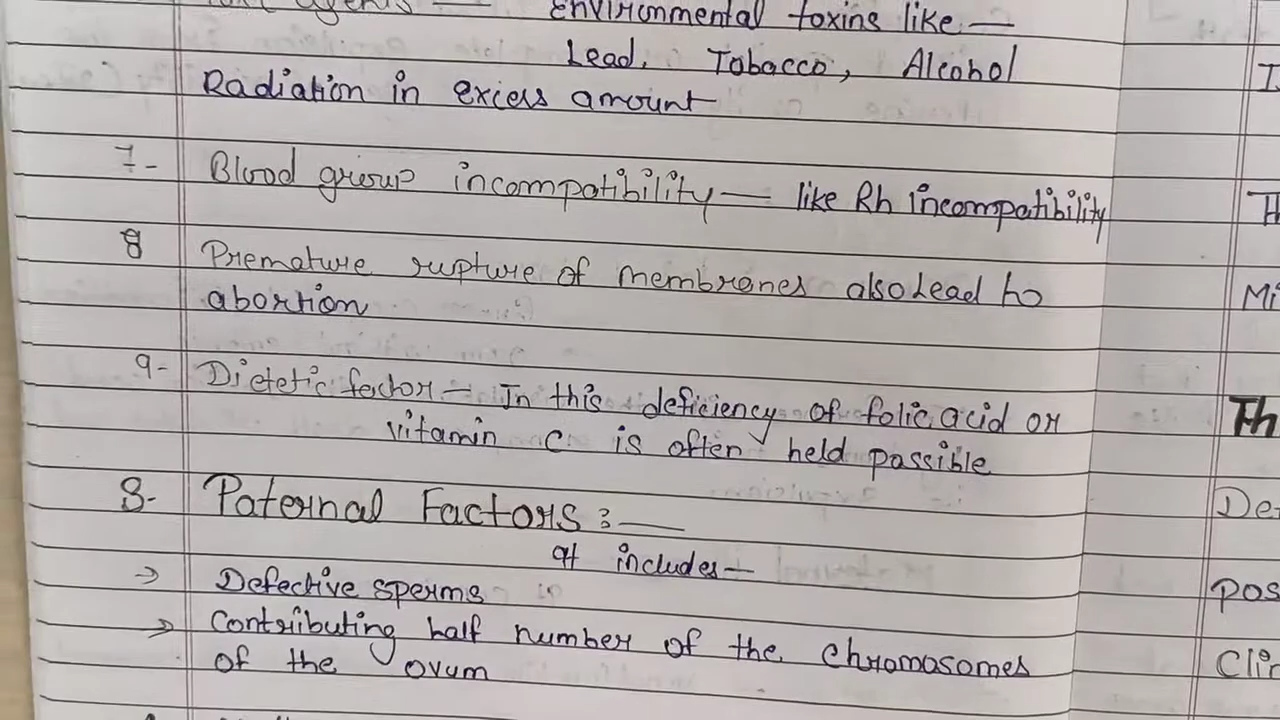 Environmental toxins like —
Lead, Tobacco, Alcohol
Radiation in excess amount
7- Blood group incompatibility — like Rh incompatibility
8 Premature rupture of membranes also Lead to
abortion
9- Dietetic factor - In this deficiency of folic acid or
vitamin C is often held possible
3- Paternal Factors :—
It includes -
→ Defective sperms
→ Contributing half number of the Chromosomes
of the ovum
Th